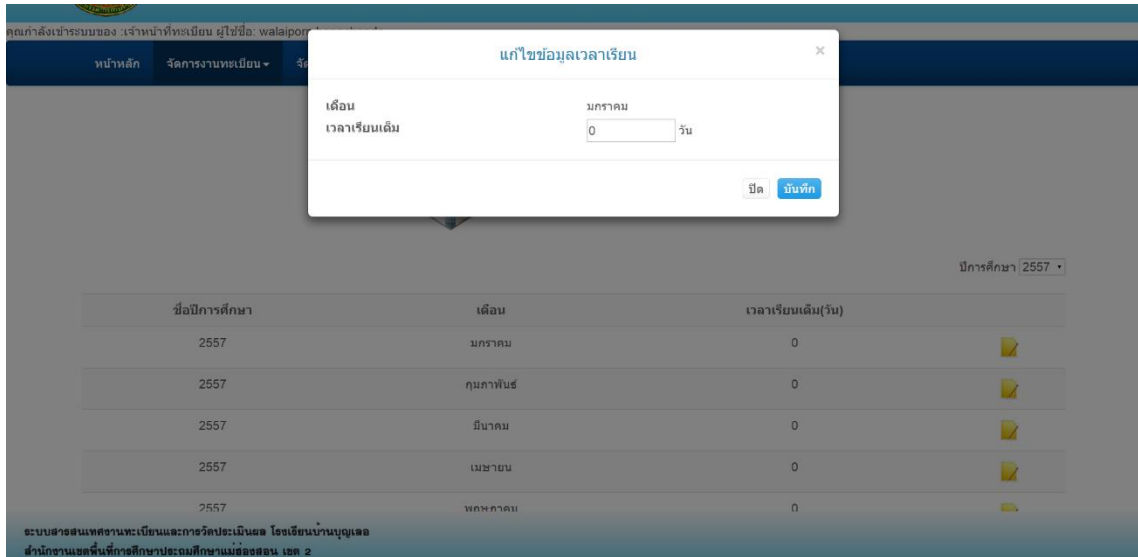 คุณกำลังเข้าระบบของ :เจ้าหน้าที่ทะเบียน ผู้ใช้ชื่อ: walaiporn
หน้าหลัก จัดการงานทะเบียน
แก้ไขข้อมูลเวลาเรียน ×
เดือน มกราคม
เวลาเรียนเต็ม 0 วัน
ปิด บันทึก
ปีการศึกษา 2557
ชื่อปีการศึกษา เดือน เวลาเรียนเต็ม(วัน)
2557 มกราคม 0
2557 กุมภาพันธ์ 0
2557 มีนาคม 0
2557 เมษายน 0
2557 พฤษภาคม 0
ระบบสารสนเทศงานทะเบียนและการวัดประเมินผล โรงเรียนบ้านบุญเลอ
สำนักงานเขตพื้นที่การศึกษาประถมศึกษาแม่ฮ่องสอน เขต 2